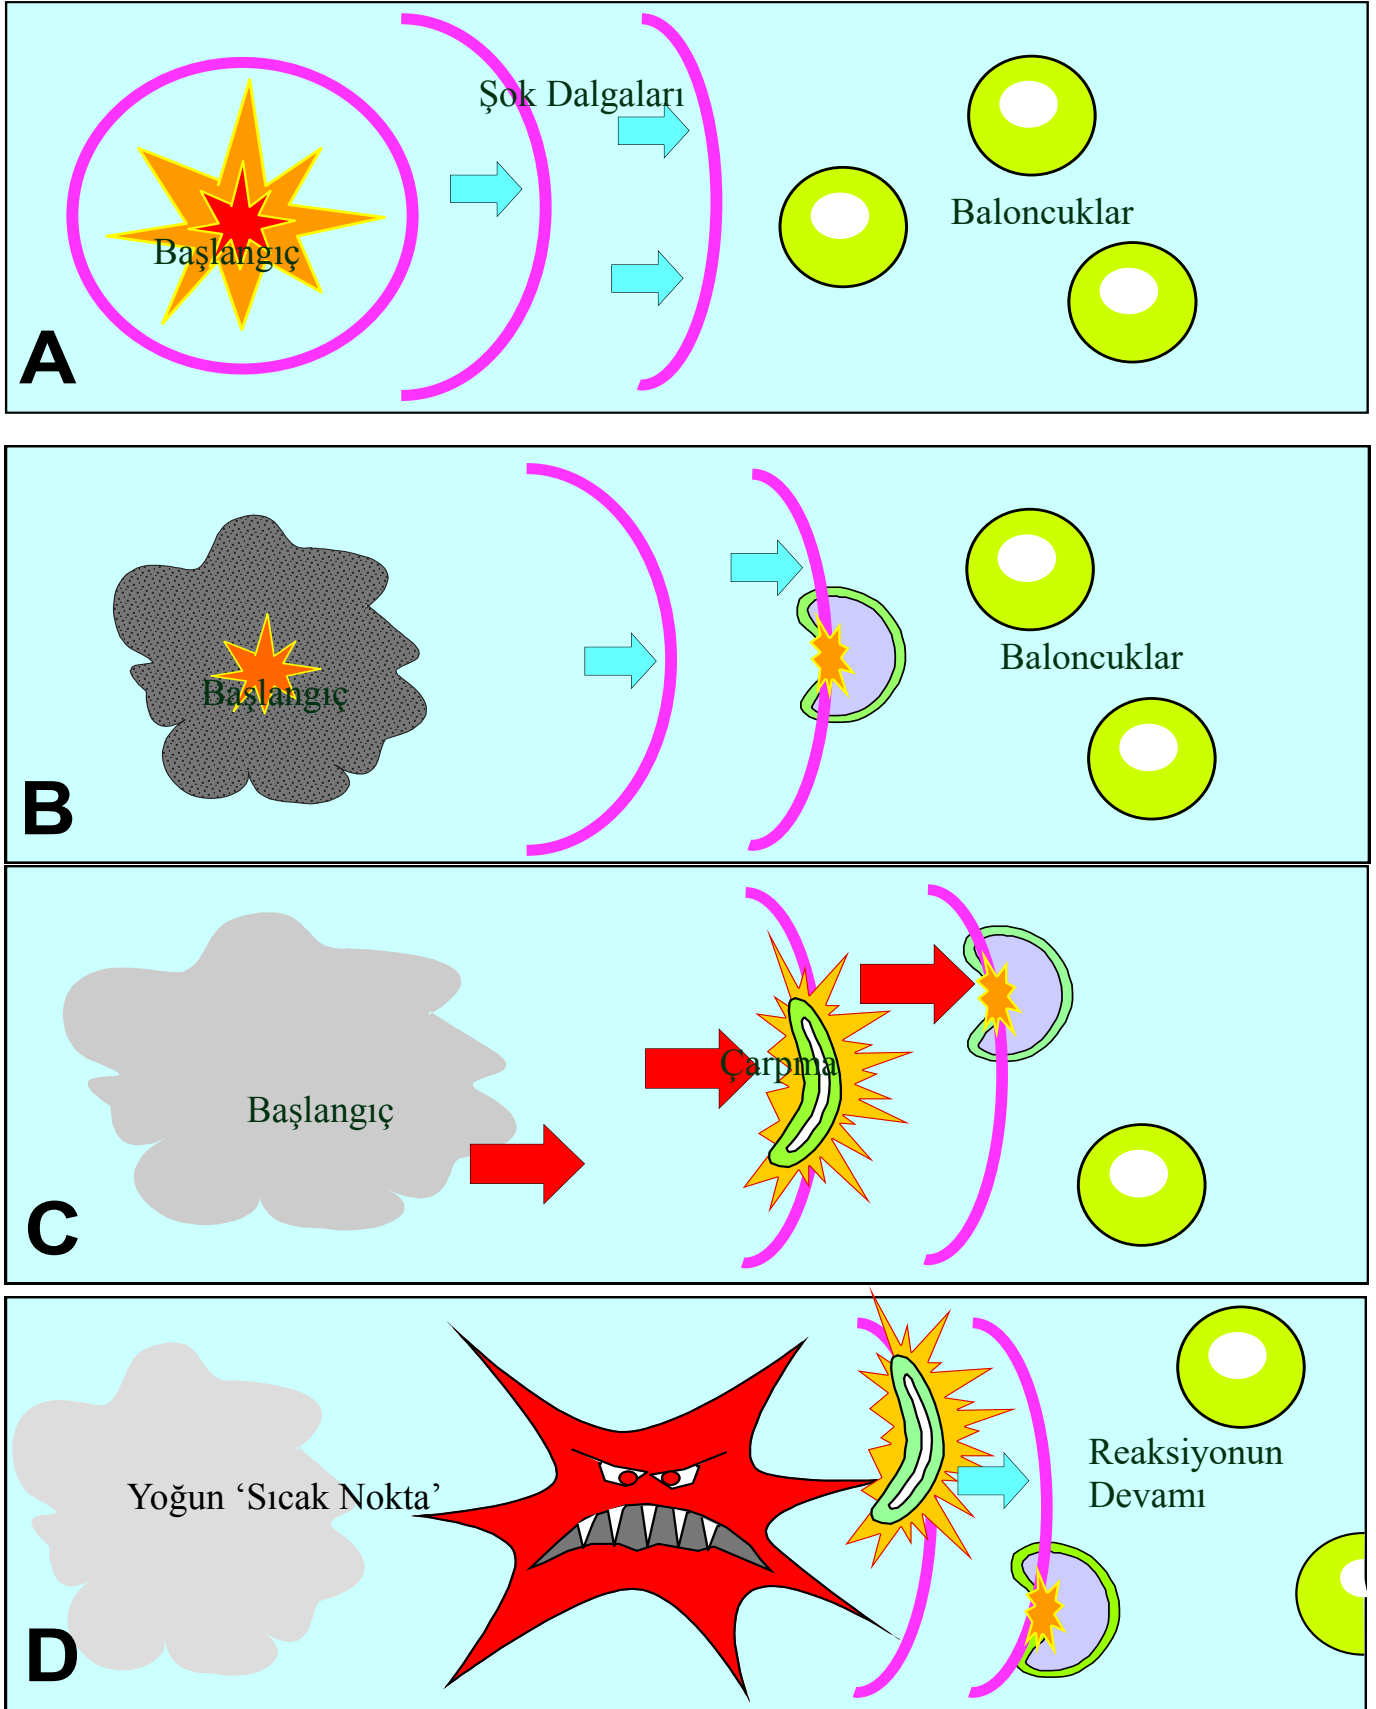 Şok Dalgaları
Baloncuklar
Başlangıç
A
Baloncuklar
Başlangıç
B
Çarpma
Başlangıç
C
Reaksiyonun
Devamı
Yoğun ‘Sıcak Nokta’
D